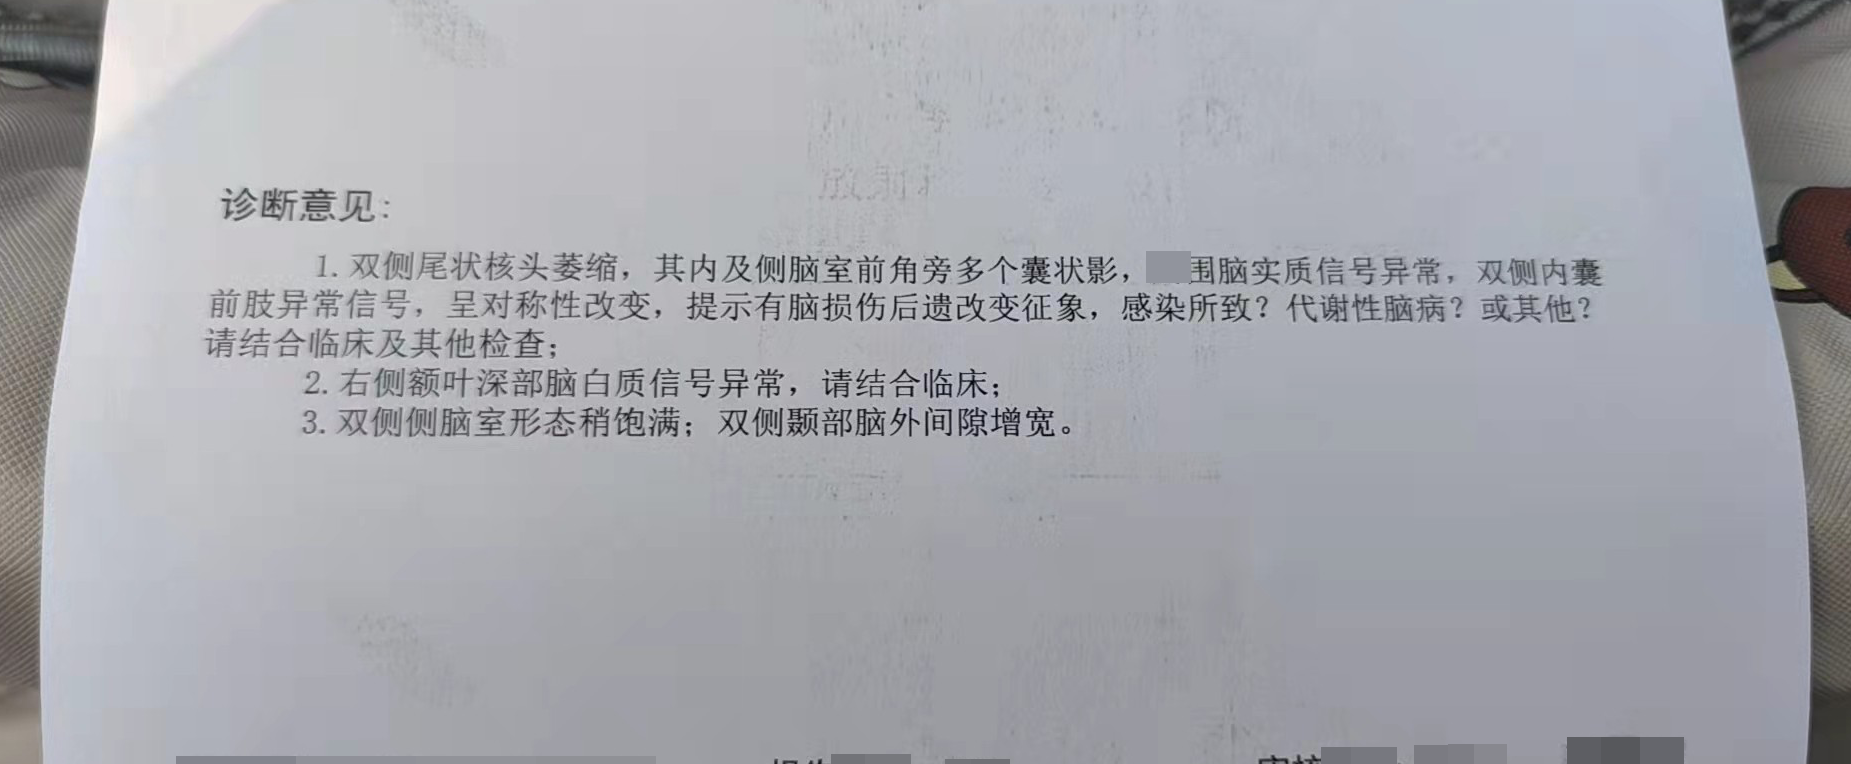 诊断意见:
1. 双侧尾状核头萎缩，其内及侧脑室前角旁多个囊状影，围脑实质信号异常，双侧内囊
前肢异常信号，呈对称性改变，提示有脑损伤后遗改变征象，感染所致？代谢性脑病？或其他？
请结合临床及其他检查；
2. 右侧额叶深部脑白质信号异常，请结合临床；
3. 双侧侧脑室形态稍饱满；双侧颞部脑外间隙增宽。